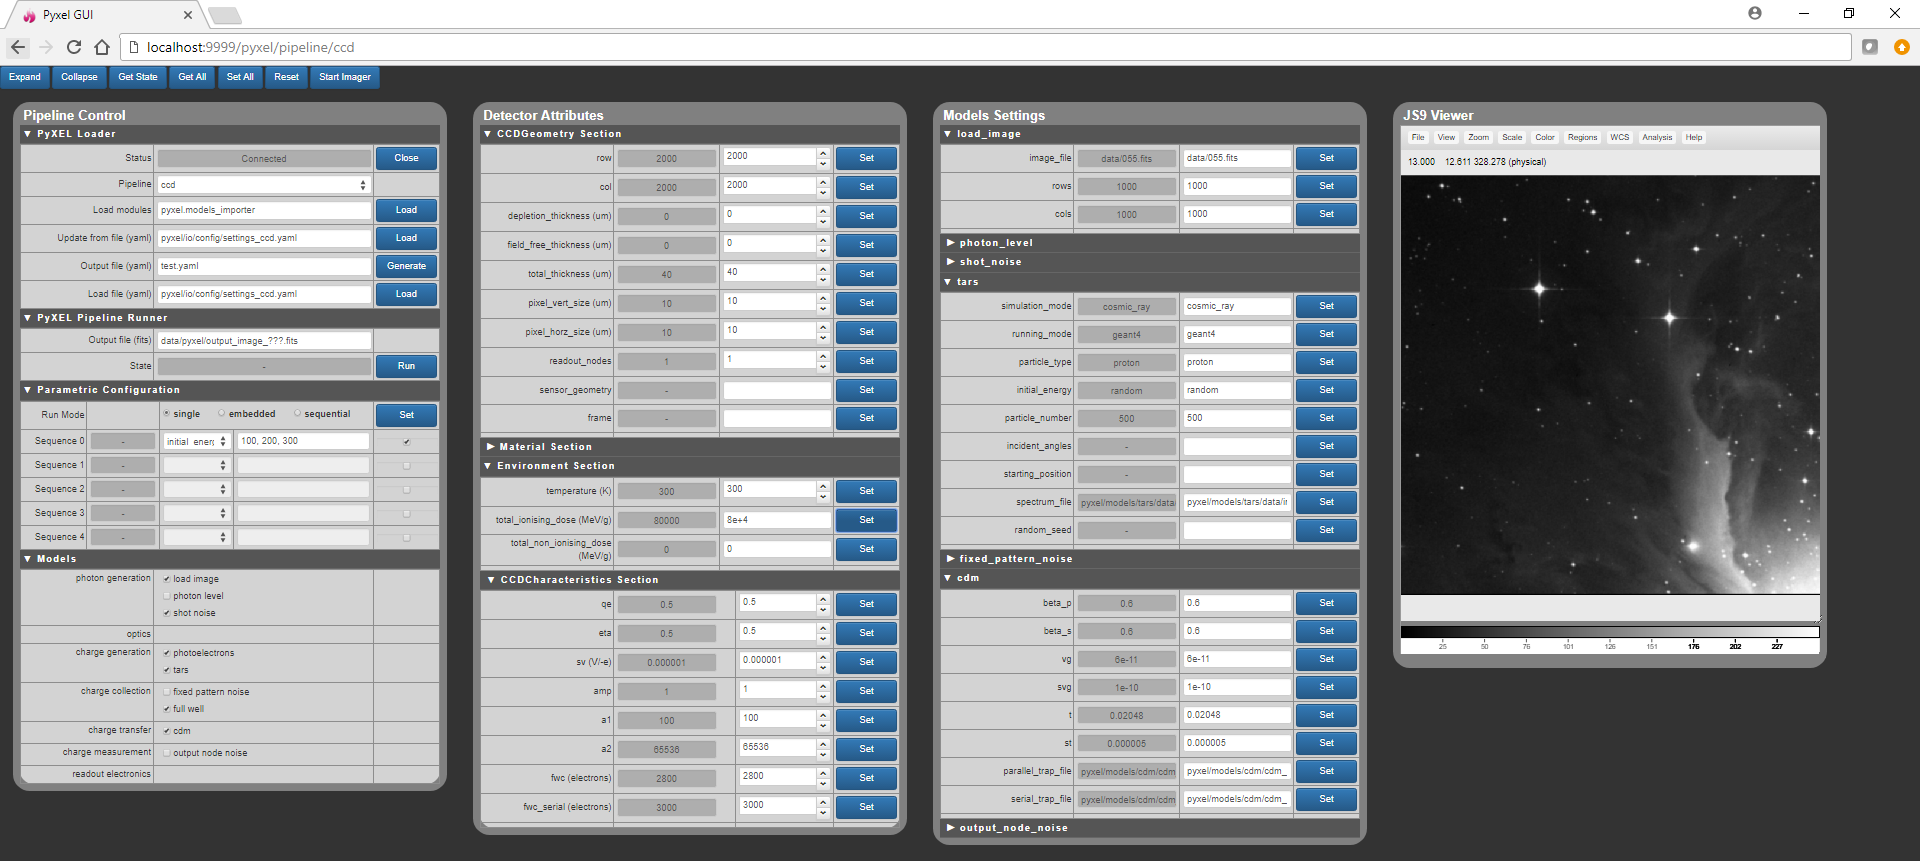 Pyxel GUI
localhost:9999/pyxel/pipeline/ccd
Expand Collapse Get State Get All Set All Reset Start Imager
Pipeline Control
▼ PyXEL Loader
Status Connected Close
Pipeline ccd
Load modules pyxel.models_importer Load
Update from file (yaml) pyxel/io/config/settings_ccd.yaml Load
Output file (yaml) test.yaml Generate
Load file (yaml) pyxel/io/config/settings_ccd.yaml Load
▼ PyXEL Pipeline Runner
Output file (fits) data/pyxel/output_image_???.fits
State - Run
▼ Parametric Configuration
Run Mode single embedded sequential Set
Sequence 0 - initial_energ 100, 200, 300
Sequence 1 -
Sequence 2 -
Sequence 3 -
Sequence 4 -
▼ Models
photon generation load image
photon level
shot noise
optics
charge generation photoelectrons
tars
charge collection fixed pattern noise
full well
charge transfer cdm
charge measurement output node noise
readout electronics
Detector Attributes
▼ CCDGeometry Section
row 2000 2000 Set
col 2000 2000 Set
depletion_thickness (um) 0 0 Set
field_free_thickness (um) 0 0 Set
total_thickness (um) 40 40 Set
pixel_vert_size (um) 10 10 Set
pixel_horz_size (um) 10 10 Set
readout_nodes 1 1 Set
sensor_geometry - Set
frame - Set
▶ Material Section
▼ Environment Section
temperature (K) 300 300 Set
total_ionising_dose (MeV/g) 80000 8e+4 Set
total_non_ionising_dose (MeV/g) 0 0 Set
▼ CCDCharacteristics Section
qe 0.5 0.5 Set
eta 0.5 0.5 Set
sv (V/-e) 0.000001 0.000001 Set
amp 1 1 Set
a1 100 100 Set
a2 65536 65536 Set
fwc (electrons) 2800 2800 Set
fwc_serial (electrons) 3000 3000 Set
Models Settings
▼ load_image
image_file data/055.fits data/055.fits Set
rows 1000 1000 Set
cols 1000 1000 Set
▶ photon_level
▶ shot_noise
▼ tars
simulation_mode cosmic_ray cosmic_ray Set
running_mode geant4 geant4 Set
particle_type proton proton Set
initial_energy random random Set
particle_number 500 500 Set
incident_angles - Set
starting_position - Set
spectrum_file pyxel/models/tars/data pyxel/models/tars/data/ir Set
random_seed - Set
▶ fixed_pattern_noise
▼ cdm
beta_p 0.6 0.6 Set
beta_s 0.6 0.6 Set
vg 6e-11 6e-11 Set
svg 1e-10 1e-10 Set
t 0.02048 0.02048 Set
st 0.000005 0.000005 Set
parallel_trap_file pyxel/models/cdm/cdm pyxel/models/cdm/cdm_ Set
serial_trap_file pyxel/models/cdm/cdm pyxel/models/cdm/cdm_ Set
▶ output_node_noise
JS9 Viewer
File View Zoom Scale Color Regions WCS Analysis Help
13.000 12.611 328.278 (physical)
25 50 76 101 126 151 176 202 227